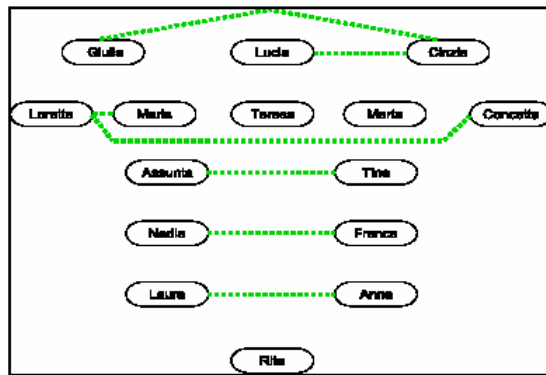 Giulia Lucia Cinzia
Loretta Maria Teresa Marta Concetta
Assunta Tina
Nadia Franca
Laura Anna
Rita